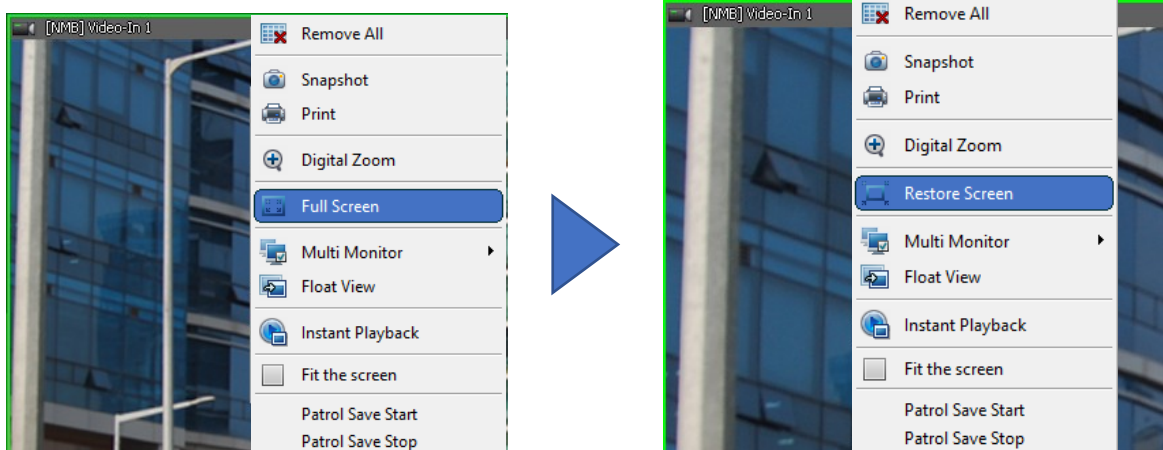 [NMB] Video-In 1
Remove All
Snapshot
Print
Digital Zoom
Full Screen
Multi Monitor
Float View
Instant Playback
Fit the screen
Patrol Save Start
Patrol Save Stop
[NMB] Video-In 1
Remove All
Snapshot
Print
Digital Zoom
Restore Screen
Multi Monitor
Float View
Instant Playback
Fit the screen
Patrol Save Start
Patrol Save Stop